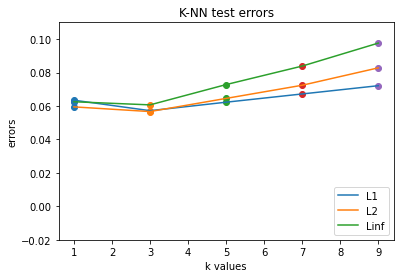 K-NN test errors
errors
0.10
0.08
0.06
0.04
0.02
0.00
−0.02
1 2 3 4 5 6 7 8 9
k values
L1
L2
Linf